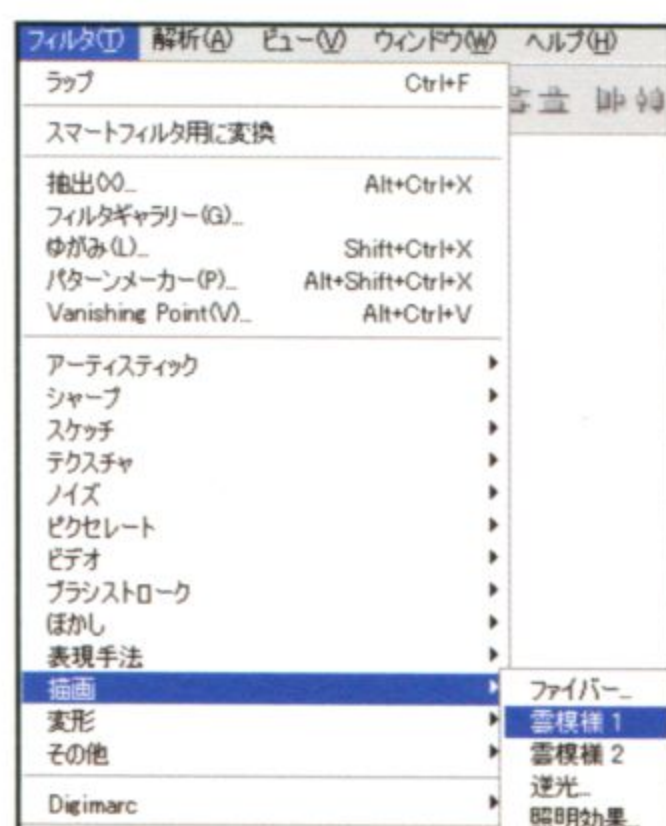 フィルタ(T) 解析(A) ビュー(V) ウィンドウ(W) ヘルプ(H)
ラップ Ctrl+F
スマートフィルタ用に変換
抽出(X)... Alt+Ctrl+X
フィルタギャラリー(G)...
ゆがみ(L)... Shift+Ctrl+X
パターンメーカー(P)... Alt+Shift+Ctrl+X
Vanishing Point(V)... Alt+Ctrl+V
アーティスティック
シャープ
スケッチ
テクスチャ
ノイズ
ピクセレート
ビデオ
ブラシストローク
ぼかし
表現手法
描画
ファイバー...
変形
雲模様 1
その他
雲模様 2
逆光...
Digimarc
照明効果...